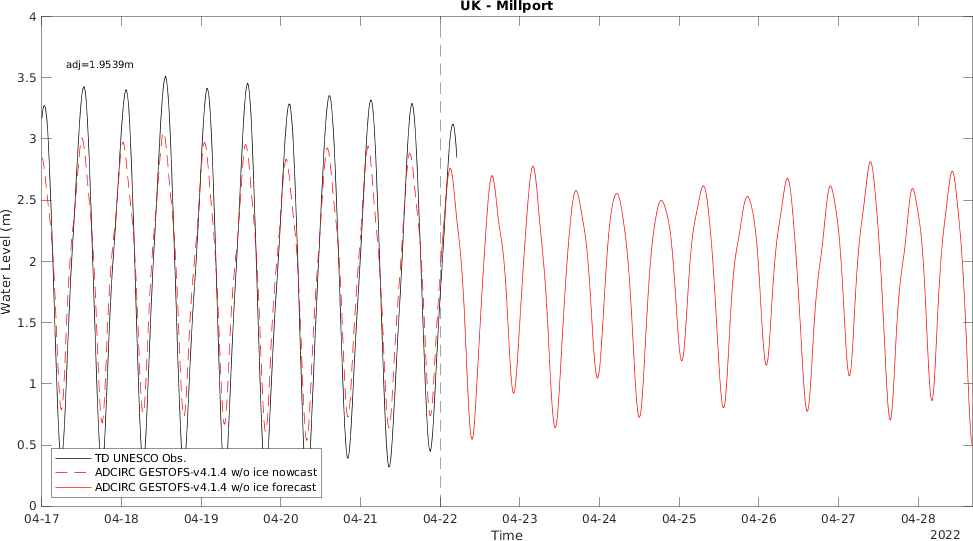 UK - Millport
4
3.5
3
2.5
2
1.5
1
0.5
0
Water Level (m)
adj=1.9539m
TD UNESCO Obs.
ADCIRC GESTOFS-v4.1.4 w/o ice nowcast
ADCIRC GESTOFS-v4.1.4 w/o ice forecast
04-17 04-18 04-19 04-20 04-21 04-22 04-23 04-24 04-25 04-26 04-27 04-28
Time
2022